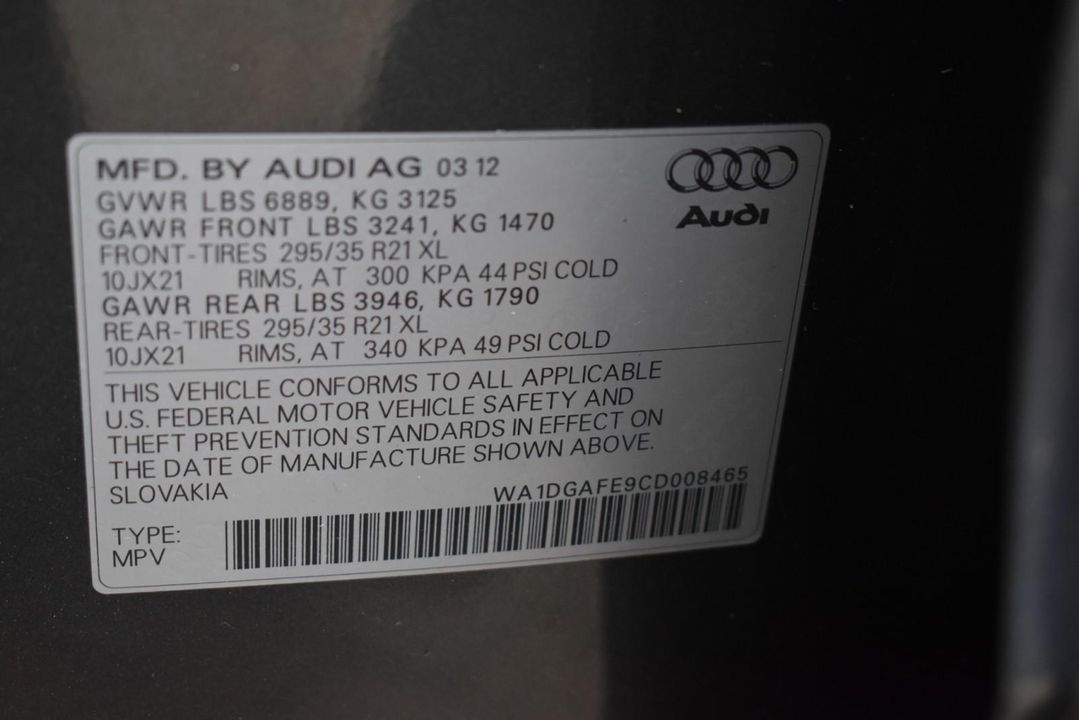 MFD. BY AUDI AG 03 12
GVWR LBS 6889, KG 3125
GAWR FRONT LBS 3241, KG 1470
FRONT-TIRES 295/35 R21 XL
10JX21 RIMS, AT 300 KPA 44 PSI COLD
GAWR REAR LBS 3946, KG 1790
REAR-TIRES 295/35 R21 XL
10JX21 RIMS, AT 340 KPA 49 PSI COLD
Audi
THIS VEHICLE CONFORMS TO ALL APPLICABLE
U.S. FEDERAL MOTOR VEHICLE SAFETY AND
THEFT PREVENTION STANDARDS IN EFFECT ON
THE DATE OF MANUFACTURE SHOWN ABOVE.
SLOVAKIA WA1DGAFE9CD008465
TYPE:
MPV